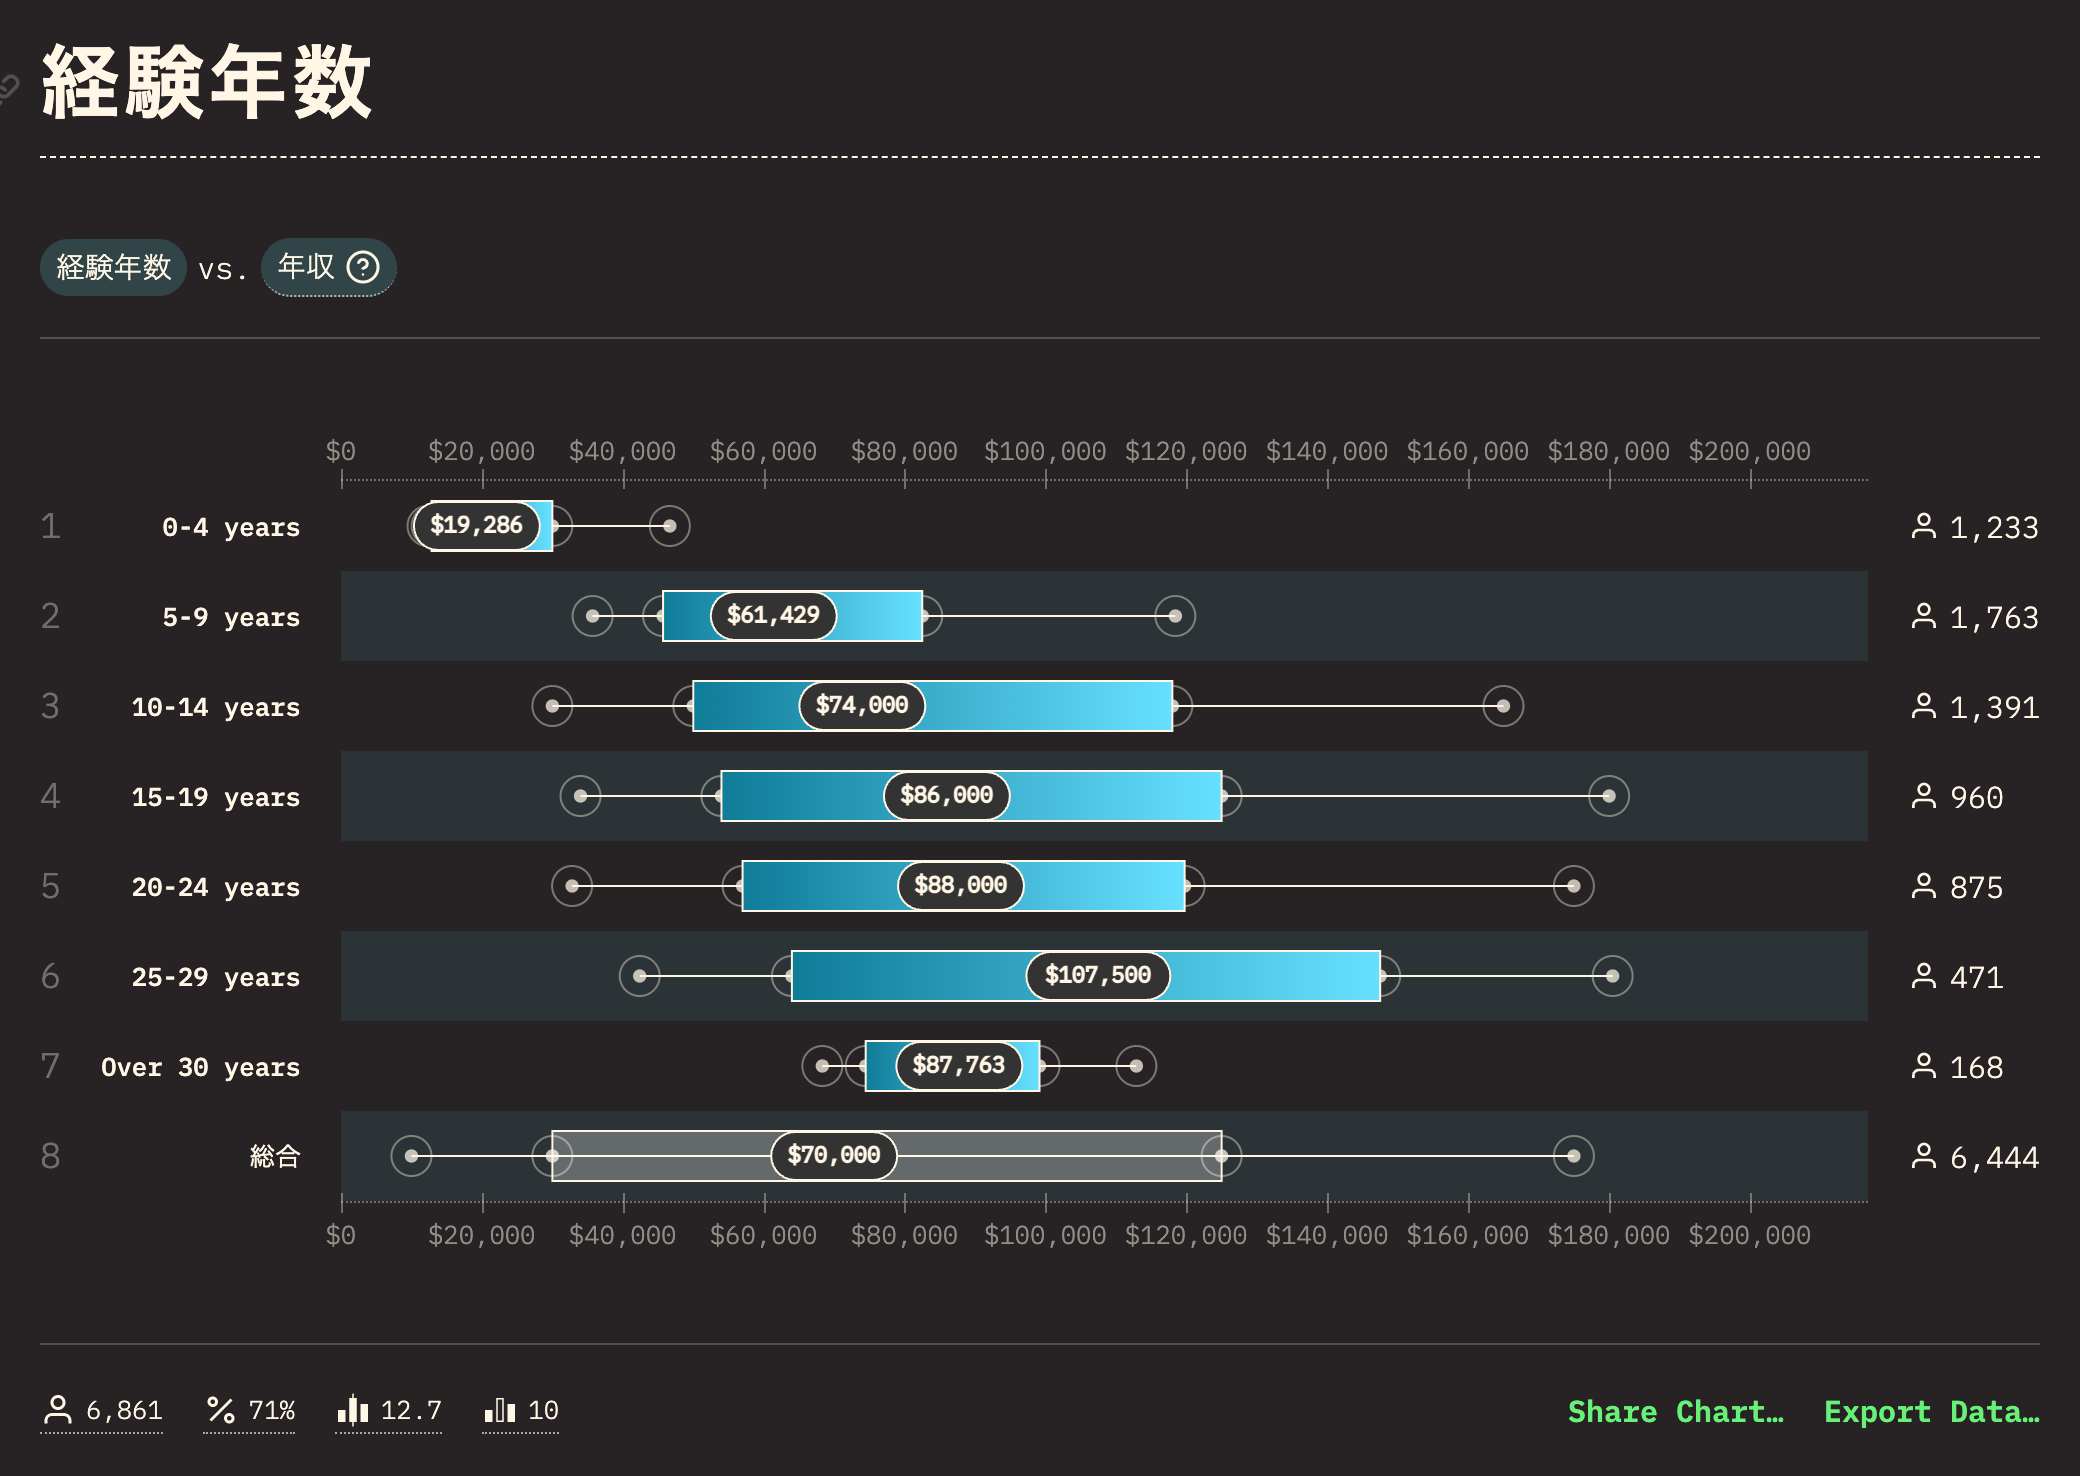 経験年数
経験年数 vs. 年収 ?
$0 $20,000 $40,000 $60,000 $80,000 $100,000 $120,000 $140,000 $160,000 $180,000 $200,000
1 0-4 years $19,286 1,233
2 5-9 years $61,429 1,763
3 10-14 years $74,000 1,391
4 15-19 years $86,000 960
5 20-24 years $88,000 875
6 25-29 years $107,500 471
7 Over 30 years $87,763 168
8 総合 $70,000 6,444
$0 $20,000 $40,000 $60,000 $80,000 $100,000 $120,000 $140,000 $160,000 $180,000 $200,000
6,861 % 71% 12.7 10 Share Chart… Export Data…